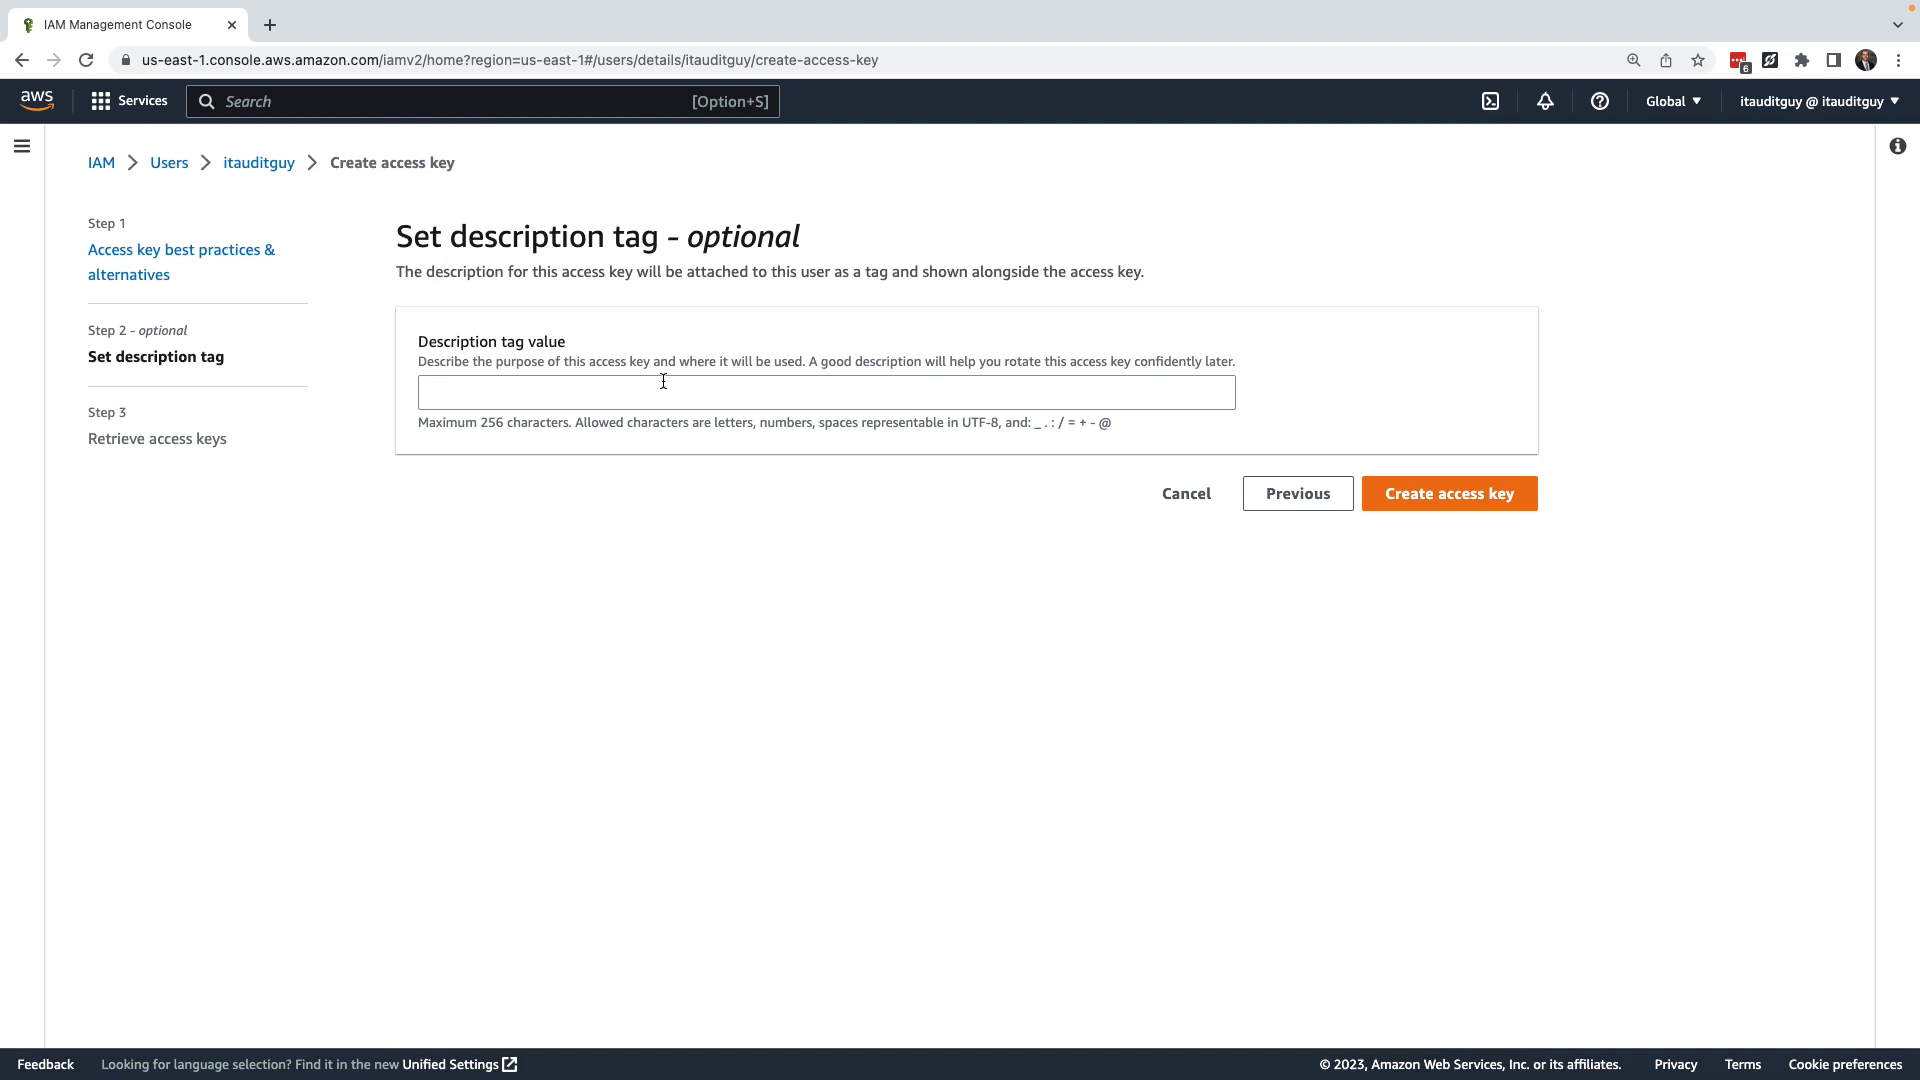 IAM Management Console
us-east-1.console.aws.amazon.com/iamv2/home?region=us-east-1#/users/details/itauditguy/create-access-key
6
aws
Services
Search
[Option+S]
Global
itauditguy @ itauditguy
IAM
Users
itauditguy
Create access key
Step 1
Access key best practices &
alternatives
Step 2 - optional
Set description tag
Step 3
Retrieve access keys
Set description tag - optional
The description for this access key will be attached to this user as a tag and shown alongside the access key.
Description tag value
Describe the purpose of this access key and where it will be used. A good description will help you rotate this access key confidently later.
Maximum 256 characters. Allowed characters are letters, numbers, spaces representable in UTF-8, and: _ . : / = + - @
Cancel
Previous
Create access key
Feedback
Looking for language selection? Find it in the new Unified Settings
© 2023, Amazon Web Services, Inc. or its affiliates.
Privacy
Terms
Cookie preferences